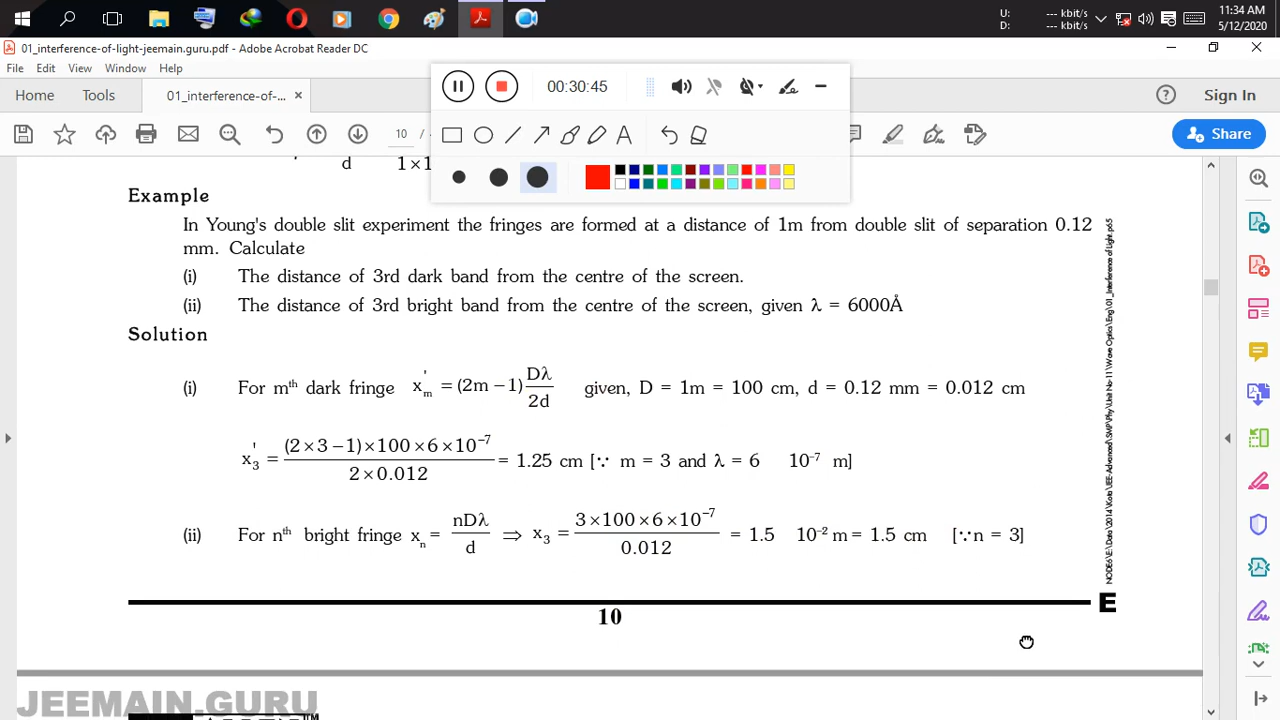 11:34 AM
U: --- kbit/s
D: --- kbit/s
5/12/2020
01_interference-of-light-jeemain.guru.pdf - Adobe Acrobat Reader DC
File Edit View Window Help
Home Tools 01_interference-of-... × Sign In
00:30:45
10 / Share
d 1×1
Example
In Young's double slit experiment the fringes are formed at a distance of 1m from double slit of separation 0.12
mm. Calculate
(i) The distance of 3rd dark band from the centre of the screen.
(ii) The distance of 3rd bright band from the centre of the screen, given λ = 6000Å
Solution
(i) For mth dark fringe x'm = (2m − 1) Dλ/2d given, D = 1m = 100 cm, d = 0.12 mm = 0.012 cm
x'3 = (2×3−1)×100×6×10⁻⁷ / 2×0.012 = 1.25 cm [∵ m = 3 and λ = 6 10⁻⁷ m]
(ii) For nth bright fringe xn = nDλ/d ⇒ x3 = 3×100×6×10⁻⁷ / 0.012 = 1.5 10⁻² m = 1.5 cm [∵n = 3]
10
E
JEEMAIN.GURU